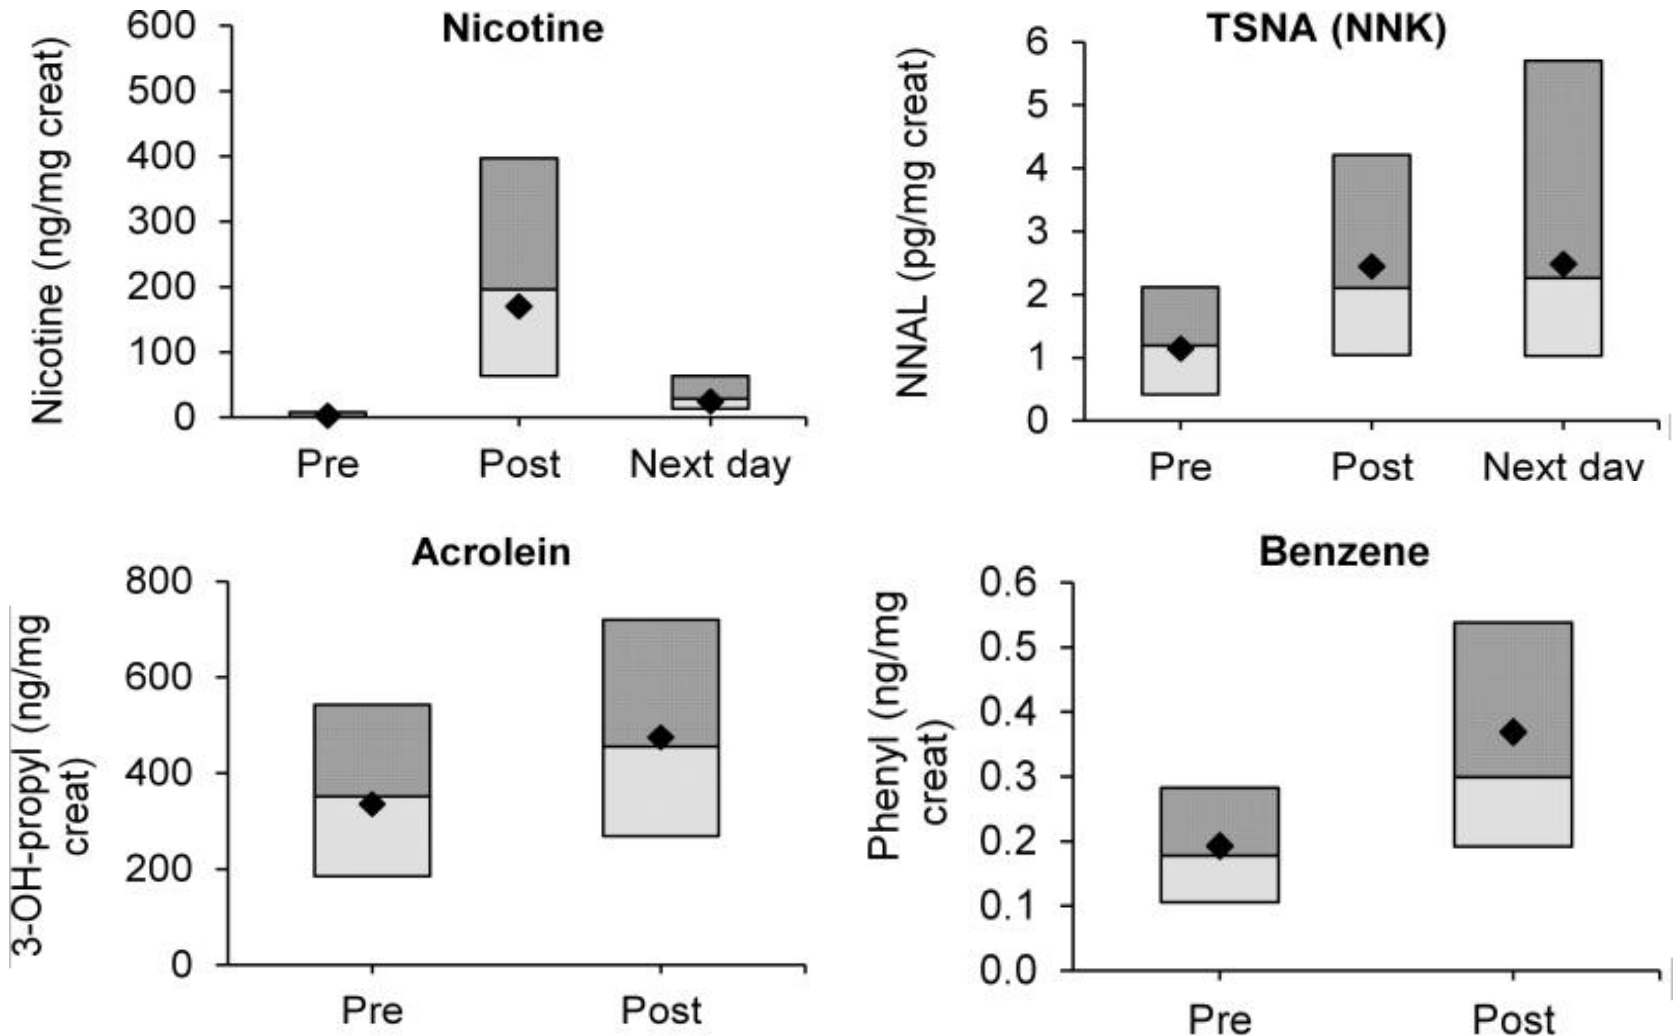 Nicotine
Nicotine (ng/mg creat)
600
500
400
300
200
100
0
Pre Post Next day
TSNA (NNK)
NNAL (pg/mg creat)
6
5
4
3
2
1
0
Pre Post Next day
Acrolein
3-OH-propyl (ng/mg
creat)
800
600
400
200
0
Pre Post
Benzene
Phenyl (ng/mg
creat)
0.6
0.5
0.4
0.3
0.2
0.1
0.0
Pre Post